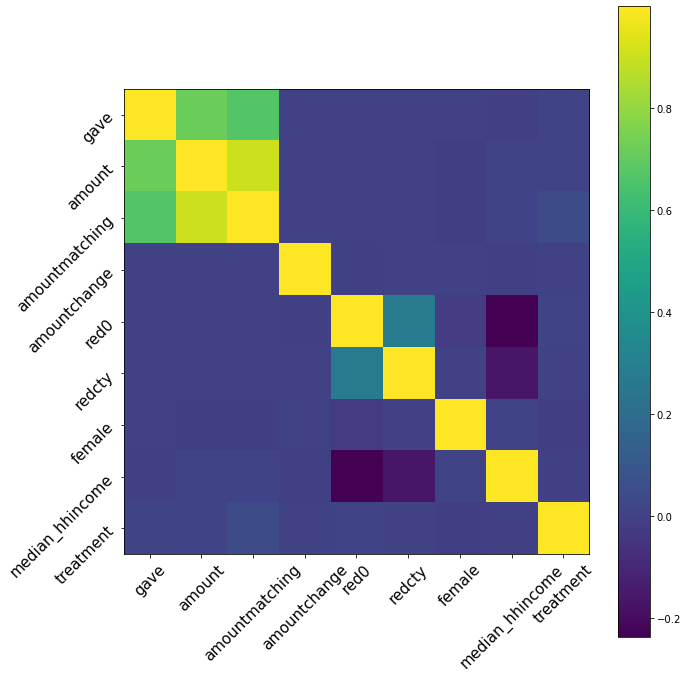 gave
amount
amountmatching
amountchange
red0
redcty
female
median_hhincome
treatment
gave
amount
amountmatching
amountchange
red0
redcty
female
median_hhincome
treatment
0.8
0.6
0.4
0.2
0.0
−0.2